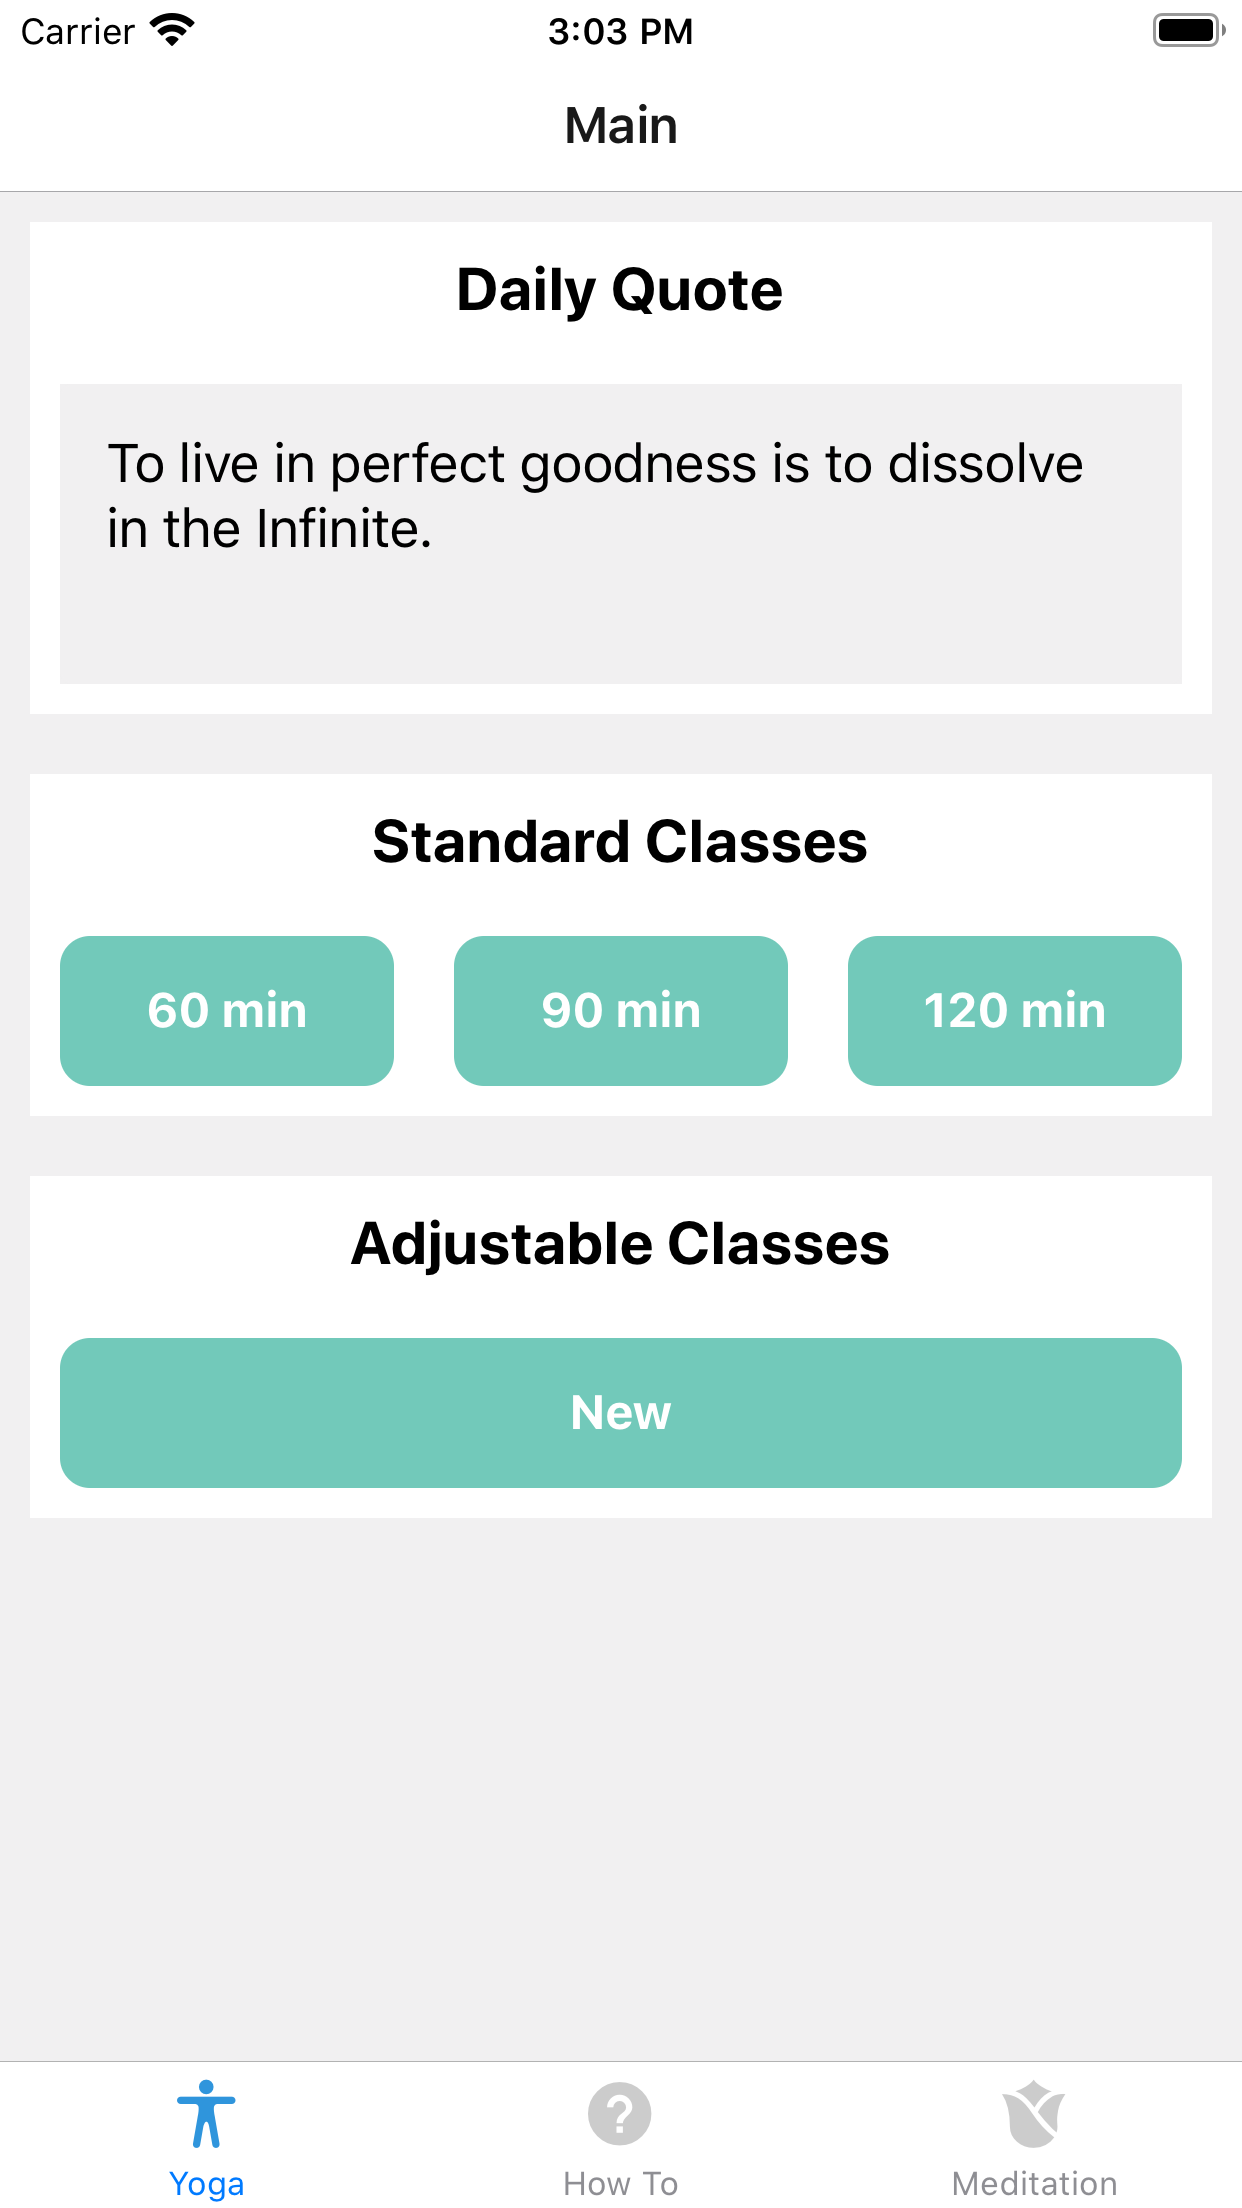 Carrier 3:03 PM
Main
Daily Quote
To live in perfect goodness is to dissolve
in the Infinite.
Standard Classes
60 min 90 min 120 min
Adjustable Classes
New
Yoga How To Meditation